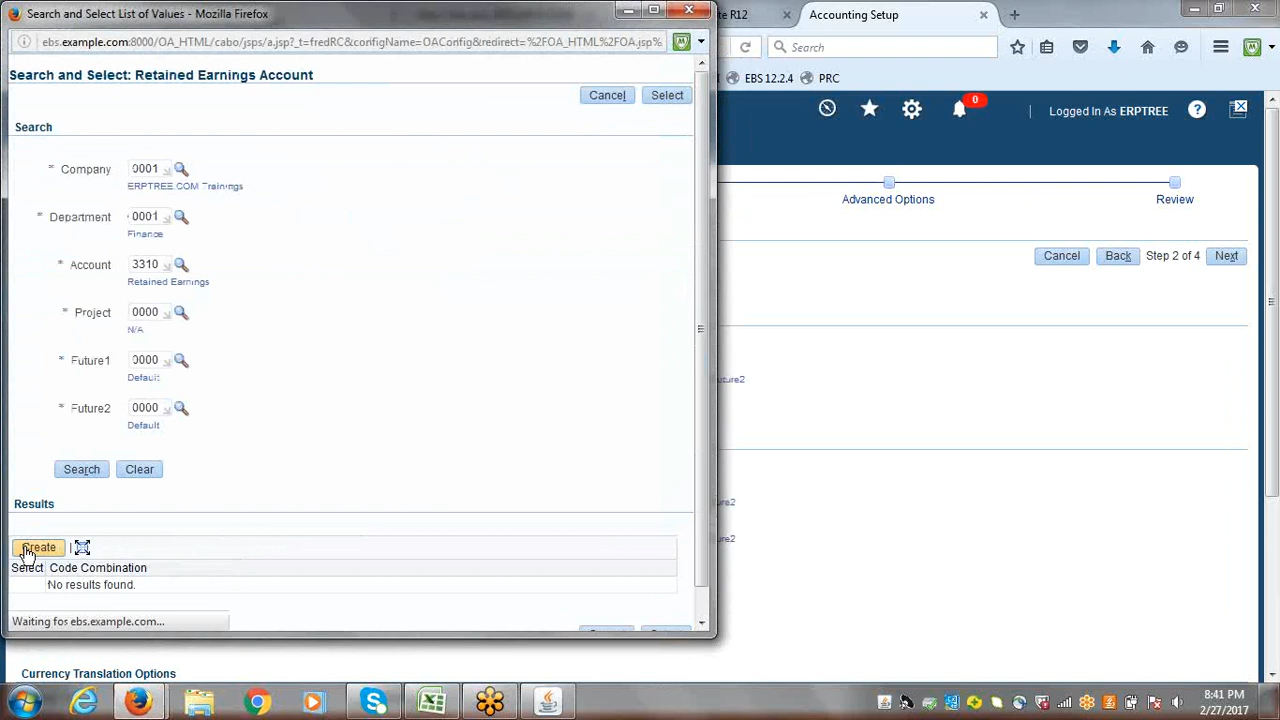 Search and Select List of Values - Mozilla Firefox
ebs.example.com:8000/OA_HTML/cabo/jsps/a.jsp?_t=fredRC&configName=OAConfig&redirect=%2FOA_HTML%2FOA.jsp%
Search and Select: Retained Earnings Account
Cancel Select
Search
* Company 0001
ERPTREE.COM Trainings
* Department 0001
Finance
* Account 3310
Retained Earnings
* Project 0000
N/A
* Future1 0000
Default
* Future2 0000
Default
Search Clear
Results
Create
Select Code Combination
No results found.
Waiting for ebs.example.com...
R12
Accounting Setup
Search
EBS 12.2.4 PRC
0
Logged In As ERPTREE
Advanced Options Review
Cancel Back Step 2 of 4 Next
uture2
ure2
ure2
Currency Translation Options
8:41 PM
2/27/2017